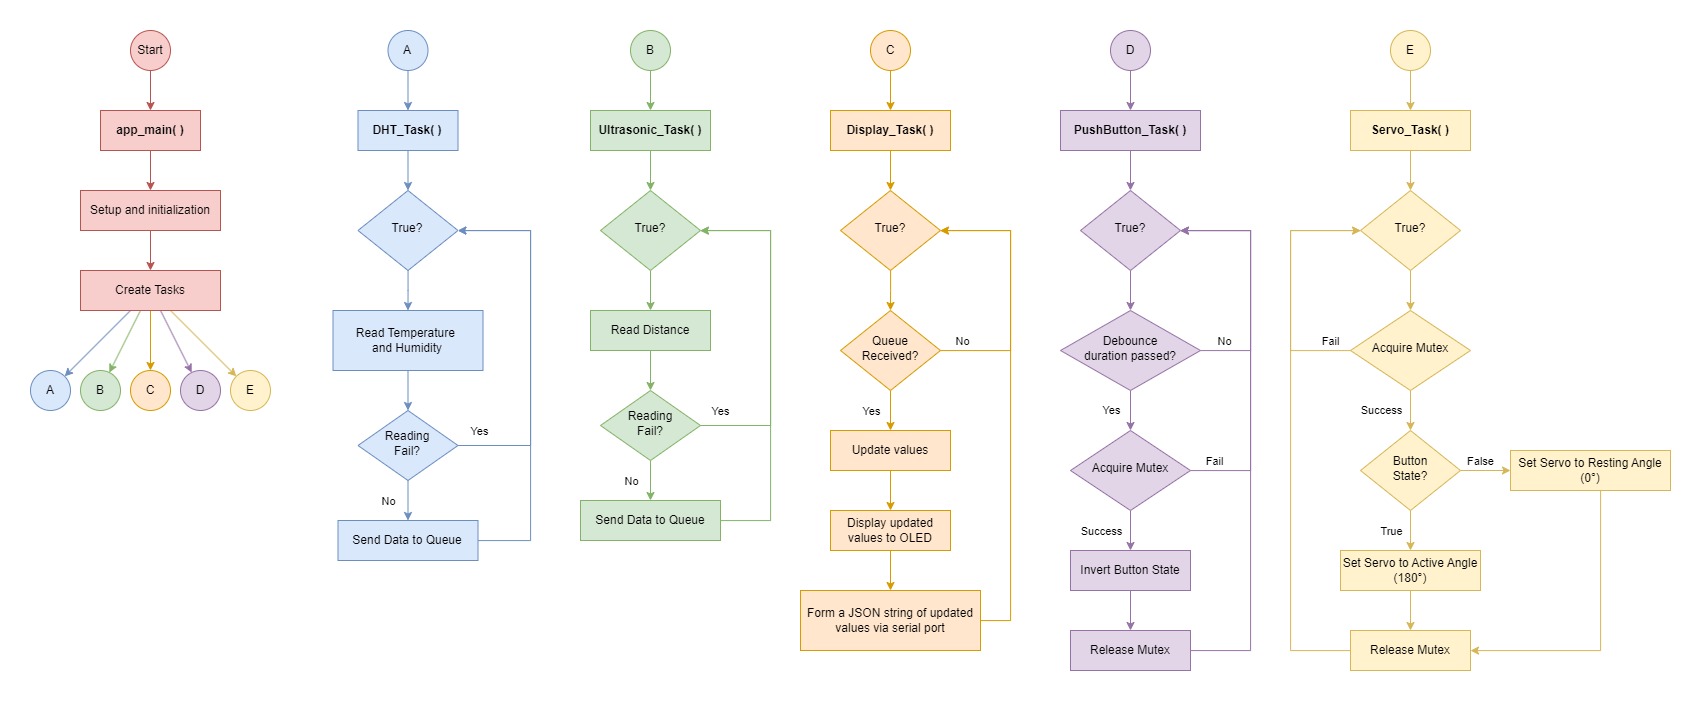 Start
app_main( )
Setup and initialization
Create Tasks
A
B
C
D
E
A
DHT_Task( )
True?
Read Temperature
and Humidity
Reading
Fail?
Yes
No
Send Data to Queue
B
Ultrasonic_Task( )
True?
Read Distance
Reading
Fail?
Yes
No
Send Data to Queue
C
Display_Task( )
True?
Queue
Received?
No
Yes
Update values
Display updated
values to OLED
Form a JSON string of updated
values via serial port
D
PushButton_Task( )
True?
Debounce
duration passed?
No
Yes
Acquire Mutex
Fail
Success
Invert Button State
Release Mutex
E
Servo_Task( )
True?
Fail
Acquire Mutex
Success
Button
State?
False
Set Servo to Resting Angle
(0°)
True
Set Servo to Active Angle
(180°)
Release Mutex